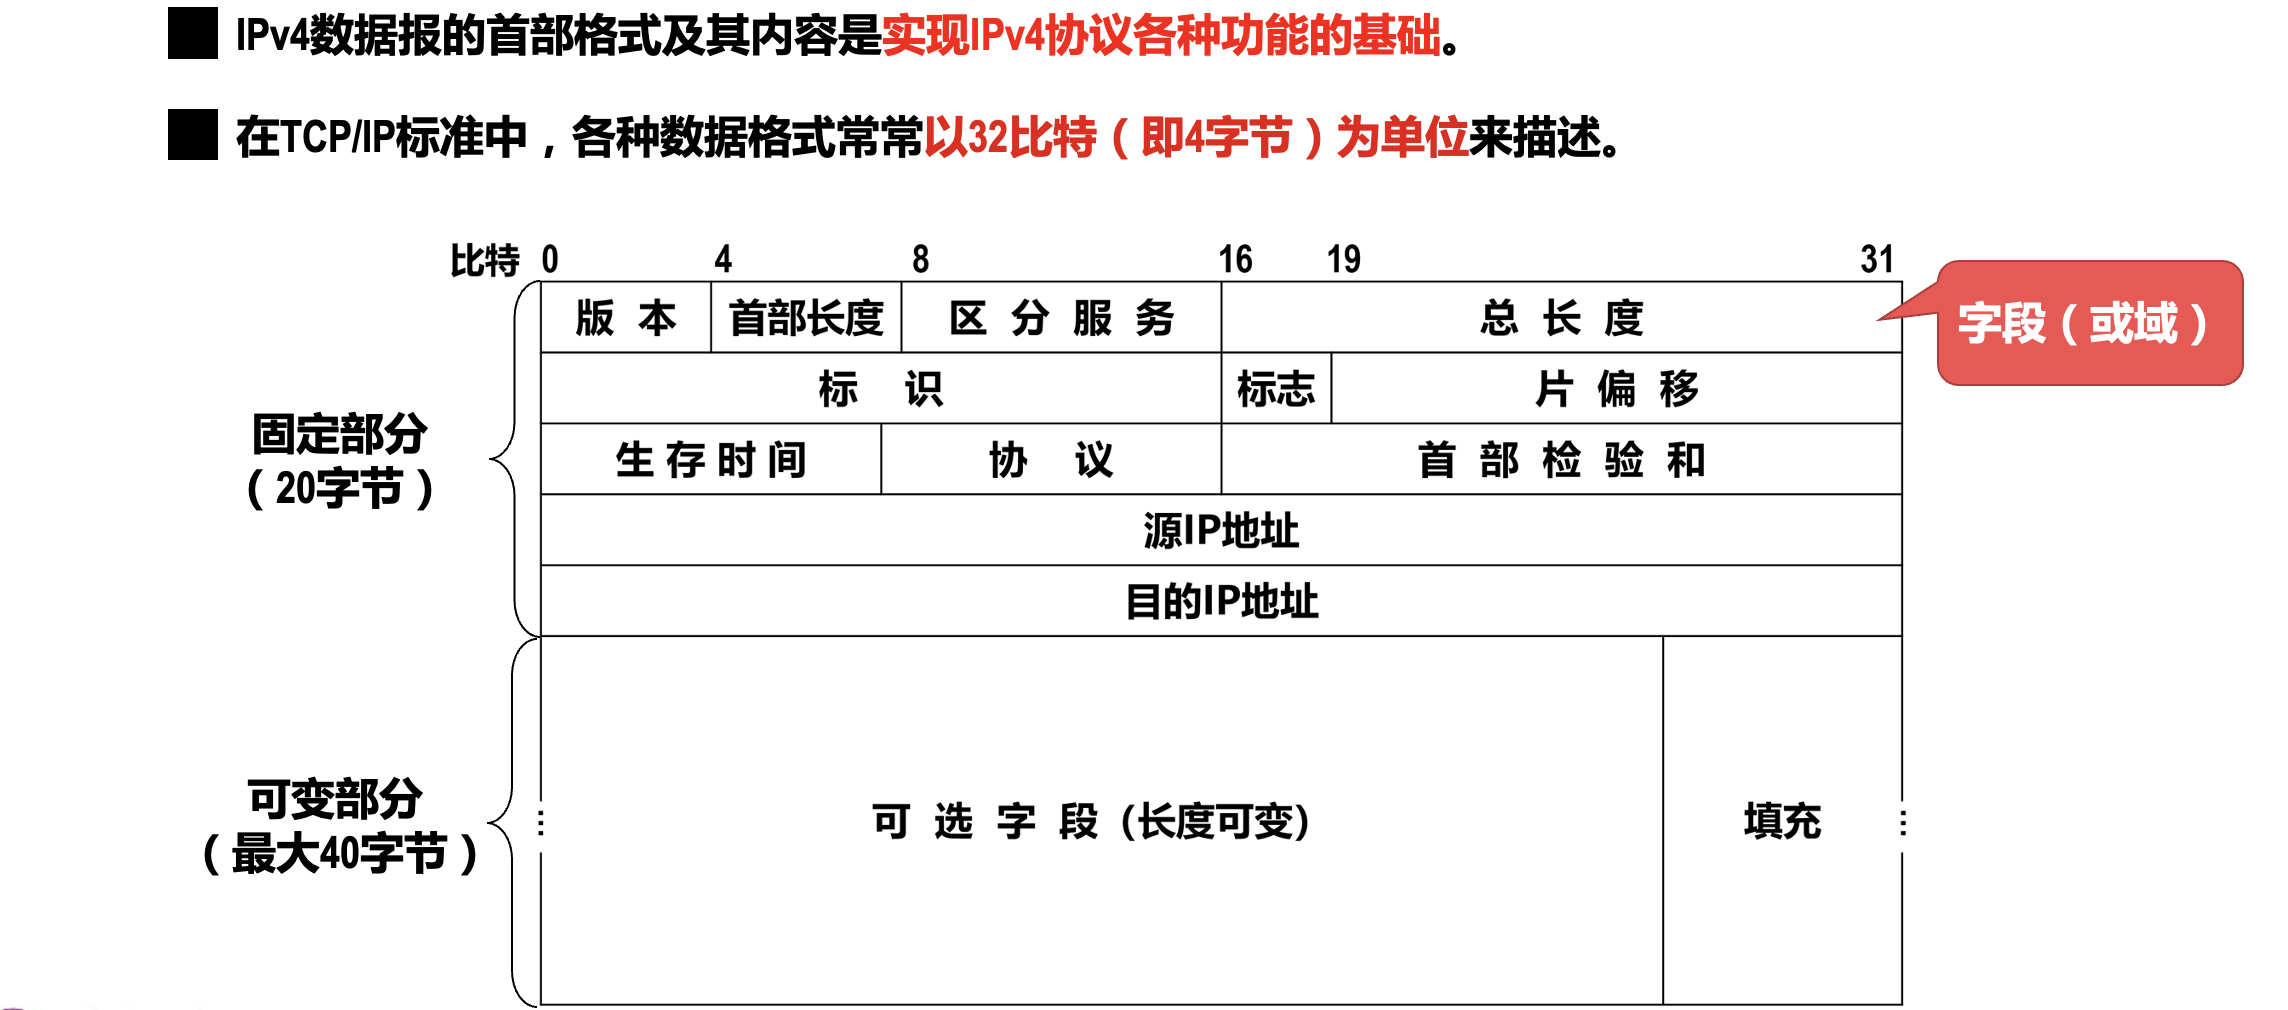 IPv4数据报的首部格式及其内容是实现IPv4协议各种功能的基础。
在TCP/IP标准中，各种数据格式常常以32比特（即4字节）为单位来描述。
比特 0 4 8 16 19 31
版 本 首部长度 区 分 服 务 总 长 度
字段（或域）
标 识 标志 片 偏 移
固定部分
（20字节）
生 存 时 间 协 议 首 部 检 验 和
源IP地址
目的IP地址
可变部分
（最大40字节）
可 选 字 段 (长度可变) 填充